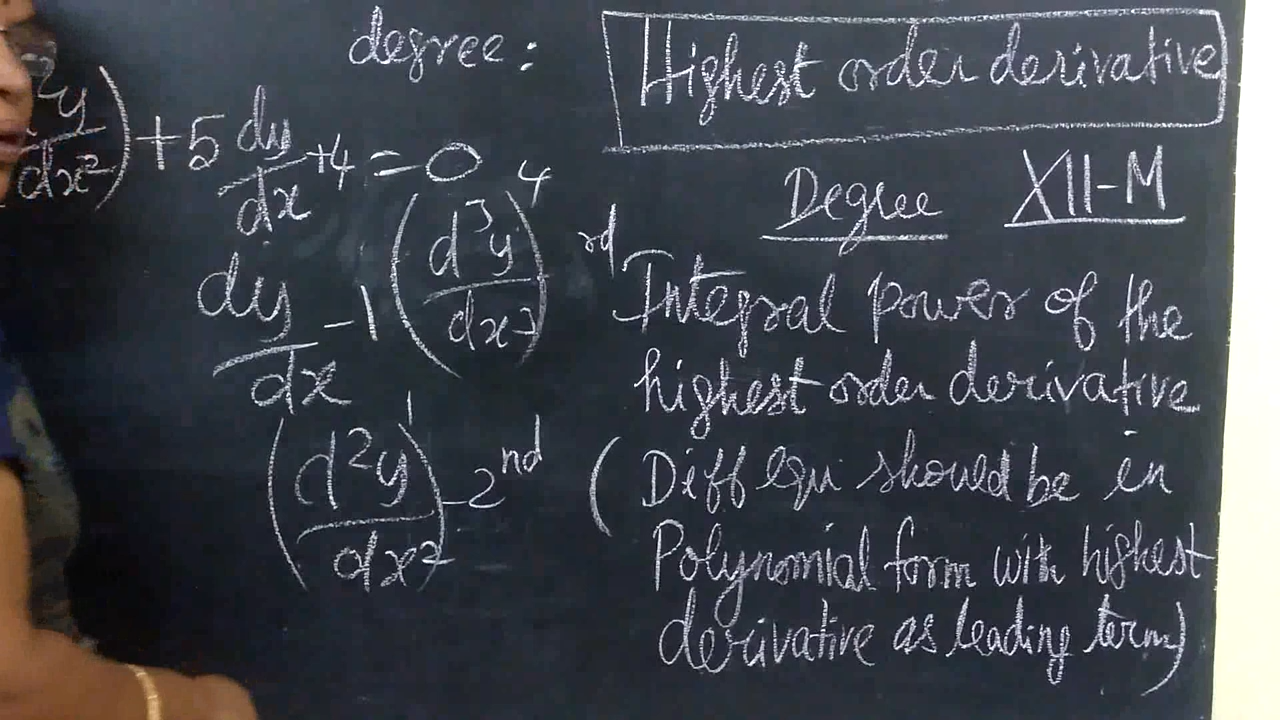 degree:
Highest order derivative
²y/dx²) + 5 dy/dx + 4 = 0
Degree XII-M
dy/dx - 1
(d³y/dx³)⁴ rd
Integral power of the
highest order derivative
(d²y/dx²)¹ - 2nd
(Diff Equ should be in
Polynomial form with highest
derivative as leading term)